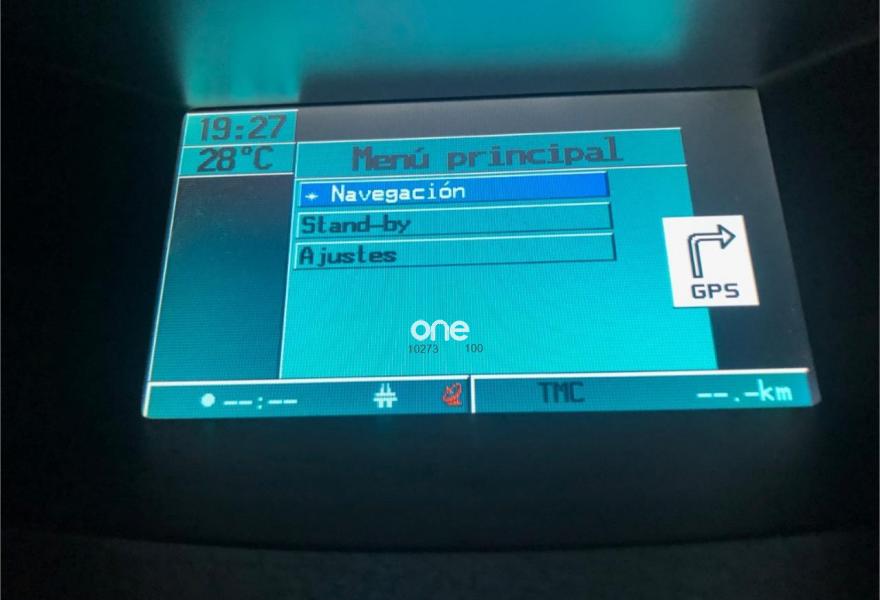 19:27
28°C
Menú principal
Navegación
Stand-by
Ajustes
GPS
one
10273 100
--:--
TMC
--.-km